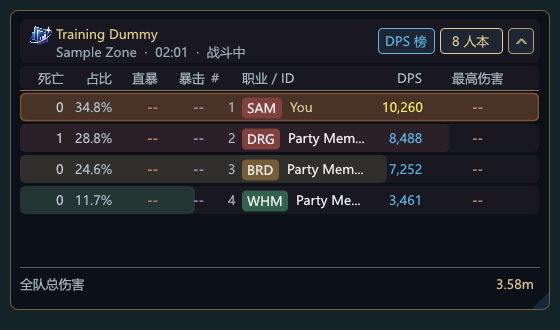 Training Dummy
Sample Zone · 02:01 · 战斗中
DPS 榜
8 人本
死亡 占比 直暴 暴击 # 职业 / ID DPS 最高伤害
0 34.8% -- -- 1 SAM You 10,260 --
1 28.8% -- -- 2 DRG Party Mem... 8,488 --
0 24.6% -- -- 3 BRD Party Mem... 7,252 --
0 11.7% -- -- 4 WHM Party Me... 3,461 --
全队总伤害 3.58m